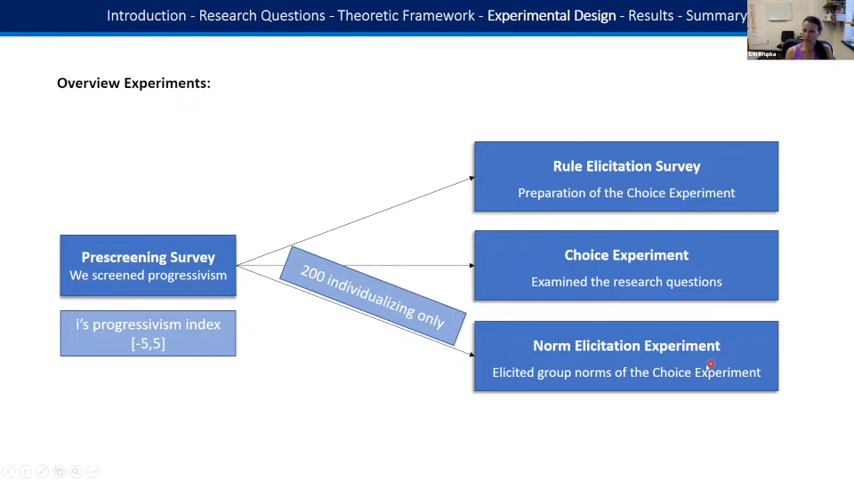 Introduction - Research Questions - Theoretic Framework - Experimental Design - Results - Summary
Erin Krupka
Overview Experiments:
Rule Elicitation Survey
Preparation of the Choice Experiment
Prescreening Survey
We screened progressivism
Choice Experiment
Examined the research questions
200 individualizing only
i's progressivism index
[-5,5]
Norm Elicitation Experiment
Elicited group norms of the Choice Experiment